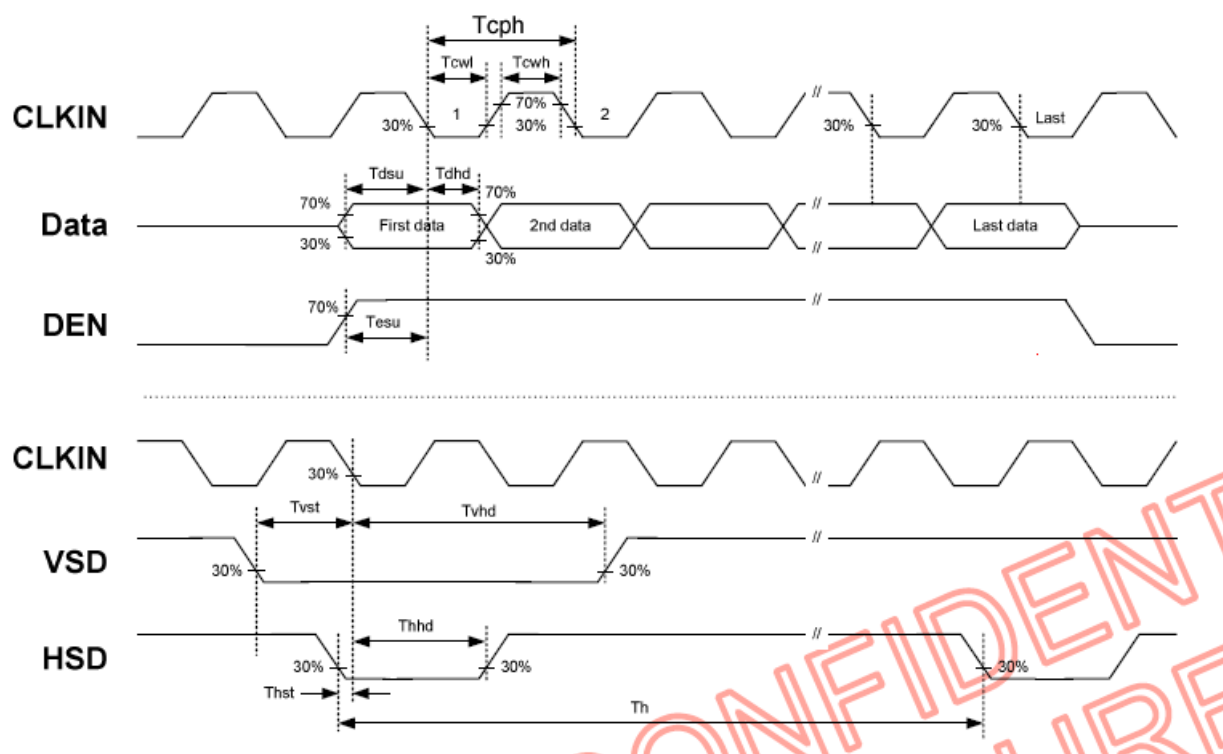 Tcph
Tcwl Tcwh
CLKIN 30% 1 70% 30% 2 // 30% 30% Last
Tdsu Tdhd
70% 70%
Data First data 2nd data // // Last data
30% 30%
DEN 70% //
Tesu
CLKIN 30% //
Tvst Tvhd
VSD 30% 30% //
Thhd
HSD 30% 30% // 30%
Thst
Th
CONFIDENT
URE